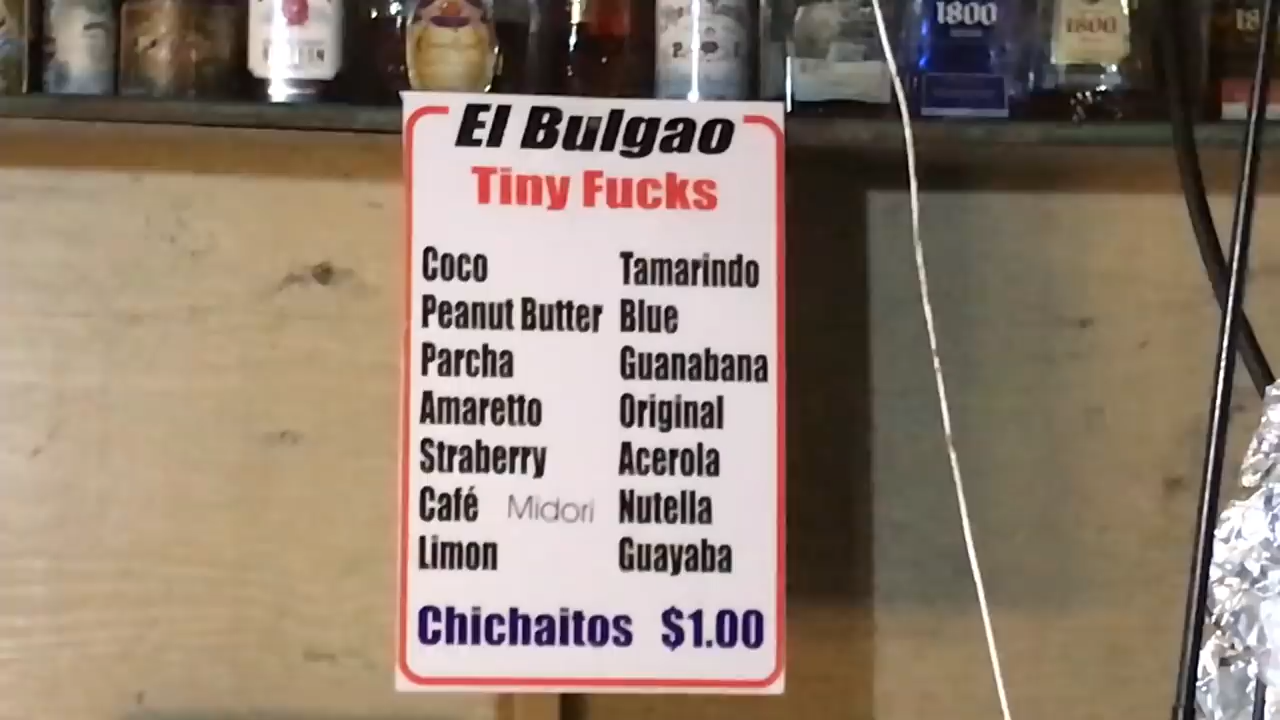 1800
1800
18
El Bulgao
Tiny Fucks
Coco
Peanut Butter
Parcha
Amaretto
Straberry
Café Midori
Limon
Tamarindo
Blue
Guanabana
Original
Acerola
Nutella
Guayaba
Chichaitos $1.00